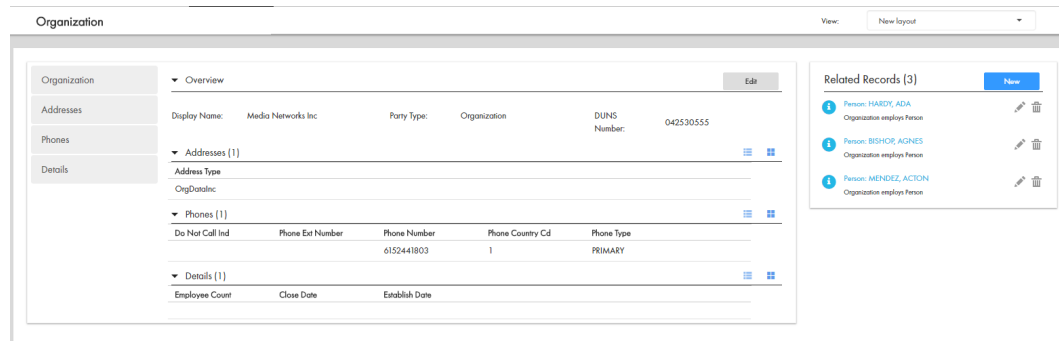 Organization
View: New layout
Organization
Addresses
Phones
Details
Overview
Edit
Display Name: Media Networks Inc Party Type: Organization DUNS Number: 042530555
Addresses (1)
Address Type
OrgDataInc
Phones (1)
Do Not Call Ind Phone Ext Number Phone Number Phone Country Cd Phone Type
6152441803 1 PRIMARY
Details (1)
Employee Count Close Date Establish Date
Related Records (3)
New
Person: HARDY, ADA
Organization employs Person
Person: BISHOP, AGNES
Organization employs Person
Person: MENDEZ, ACTON
Organization employs Person